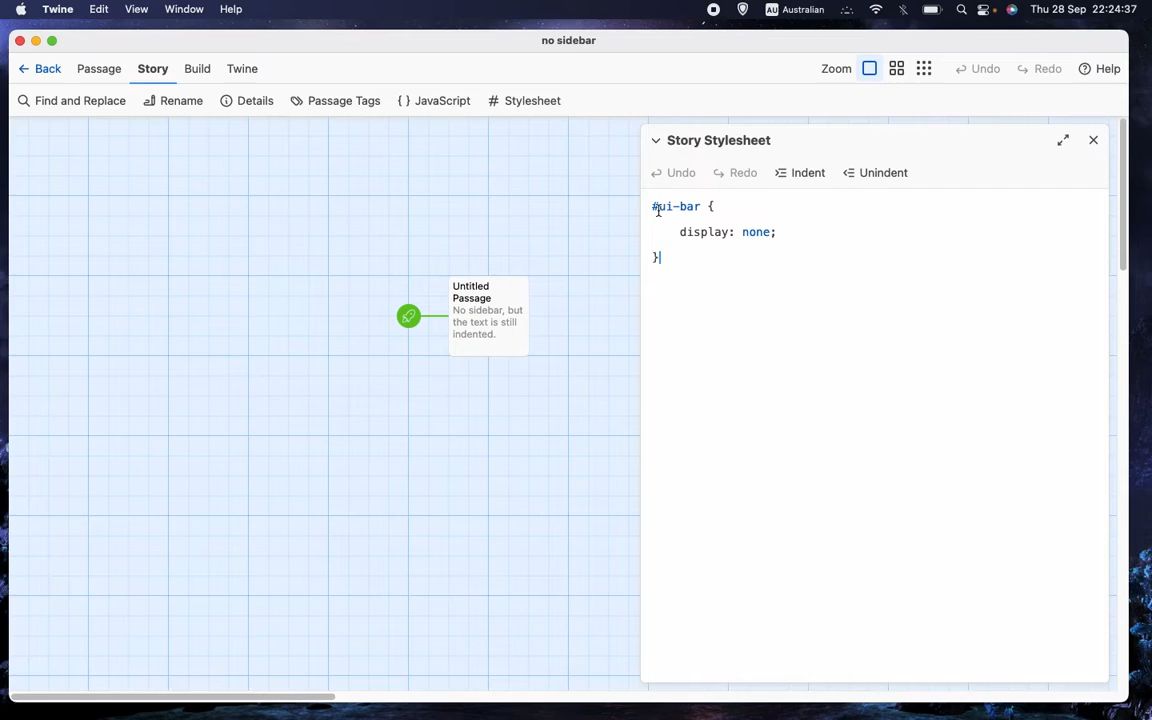 Twine Edit View Window Help AU Australian Thu 28 Sep 22:24:37
no sidebar
Back Passage Story Build Twine Zoom Undo Redo Help
Find and Replace Rename Details Passage Tags { } JavaScript # Stylesheet
Story Stylesheet
Undo Redo Indent Unindent
#ui-bar {
display: none;
}
Untitled
Passage
No sidebar, but
the text is still
indented.